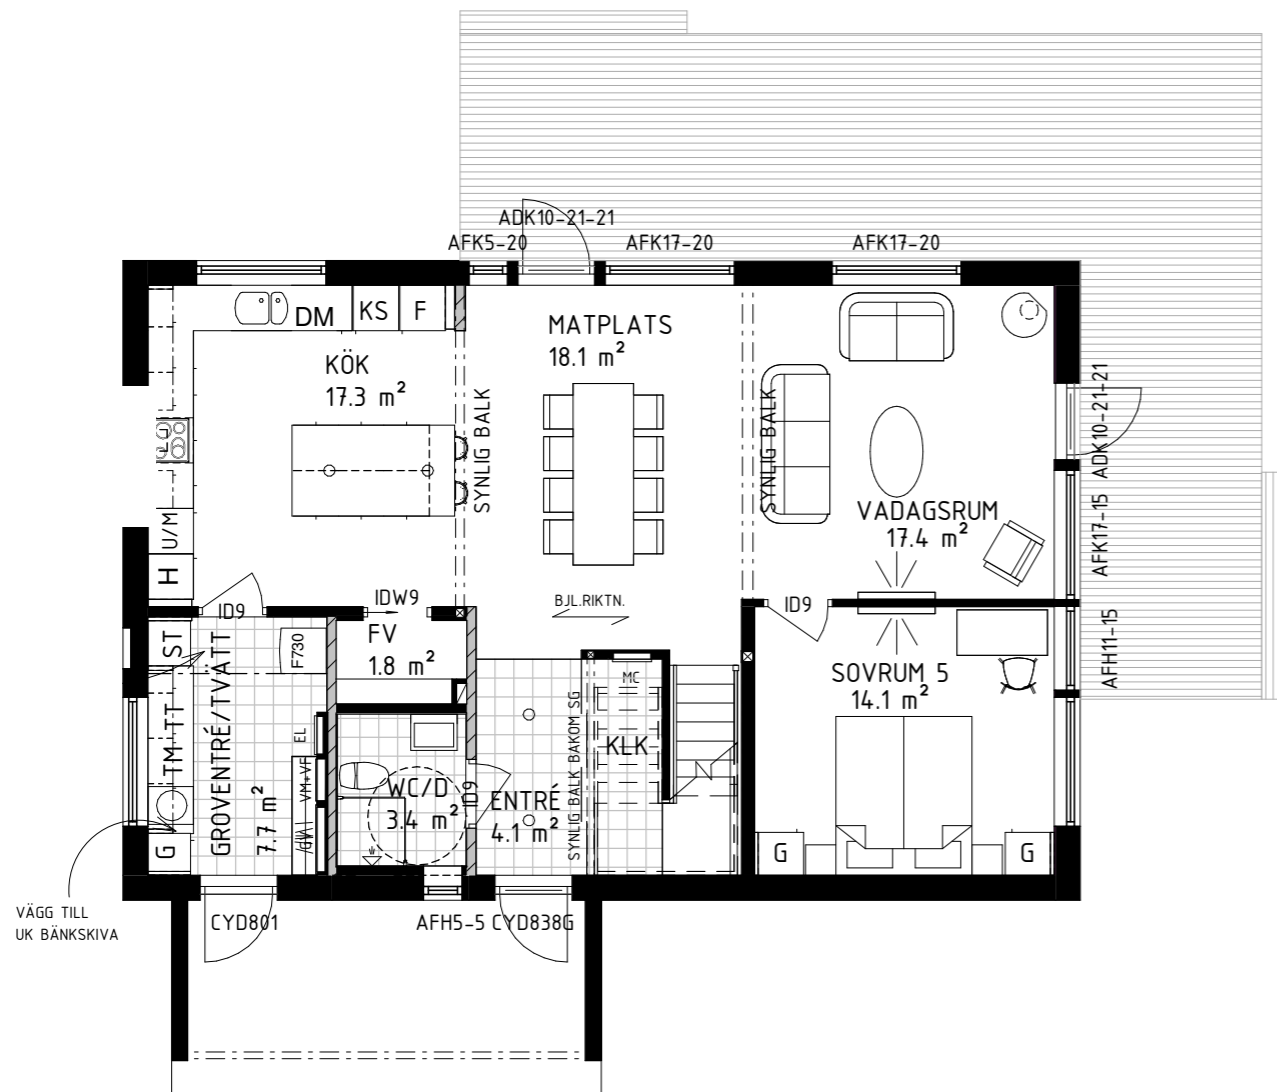 ADK10-21-21
AFK5-20
AFK17-20
AFK17-20
DM
KS
F
MATPLATS
18.1 m²
KÖK
17.3 m²
SYNLIG BALK
SYNLIG BALK
ADK10-21-21
LG
U/M
H
VADAGSRUM
17.4 m²
AFK17-15
ID9
IDW9
BJL.RIKTN.
ID9
AFH11-15
ST
F730
FV
1.8 m²
MC
SOVRUM 5
14.1 m²
TM-TT
GROVENTRÉ/TVÄTT
7.7 m²
EL
VM+VF
KLK
WC/D
3.4 m²
ID9
ENTRÉ
4.1 m²
SYNLIG BALK BAKOM SG
G
G
G
VÄGG TILL
UK BÄNKSKIVA
CYD801
AFH5-5
CYD838G